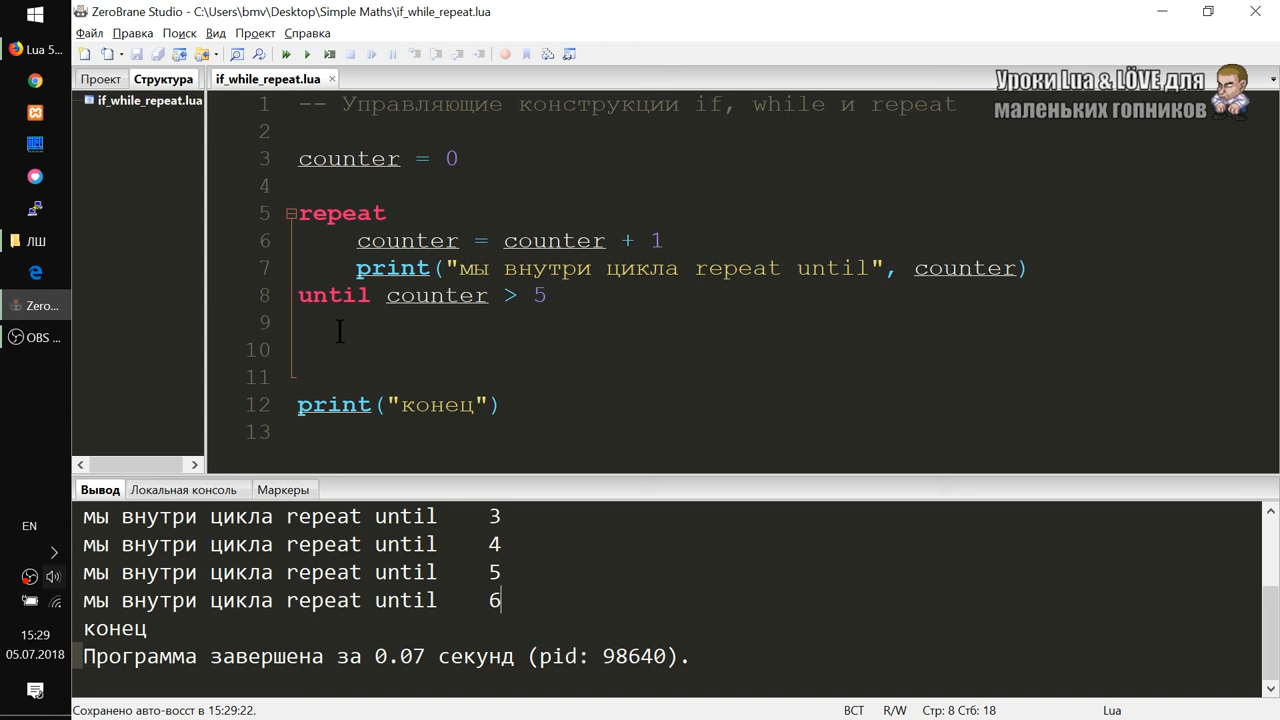 ZeroBrane Studio - C:\Users\bmv\Desktop\Simple Maths\if_while_repeat.lua
Файл Правка Поиск Вид Проект Справка
Lua 5...
Проект Структура if_while_repeat.lua
if_while_repeat.lua
Уроки Lua & LÖVE для
маленьких гопников
1 -- Управляющие конструкции if, while и repeat
2
3 counter = 0
4
5 repeat
6 counter = counter + 1
7 print("мы внутри цикла repeat until", counter)
8 until counter > 5
9
10
11
12 print("конец")
13
ЛШ
Zero...
OBS ...
Вывод Локальная консоль Маркеры
мы внутри цикла repeat until 3
мы внутри цикла repeat until 4
мы внутри цикла repeat until 5
мы внутри цикла repeat until 6
конец
Программа завершена за 0.07 секунд (pid: 98640).
EN
15:29
05.07.2018
Сохранено авто-восст в 15:29:22. ВСТ R/W Стр: 8 Стб: 18 Lua